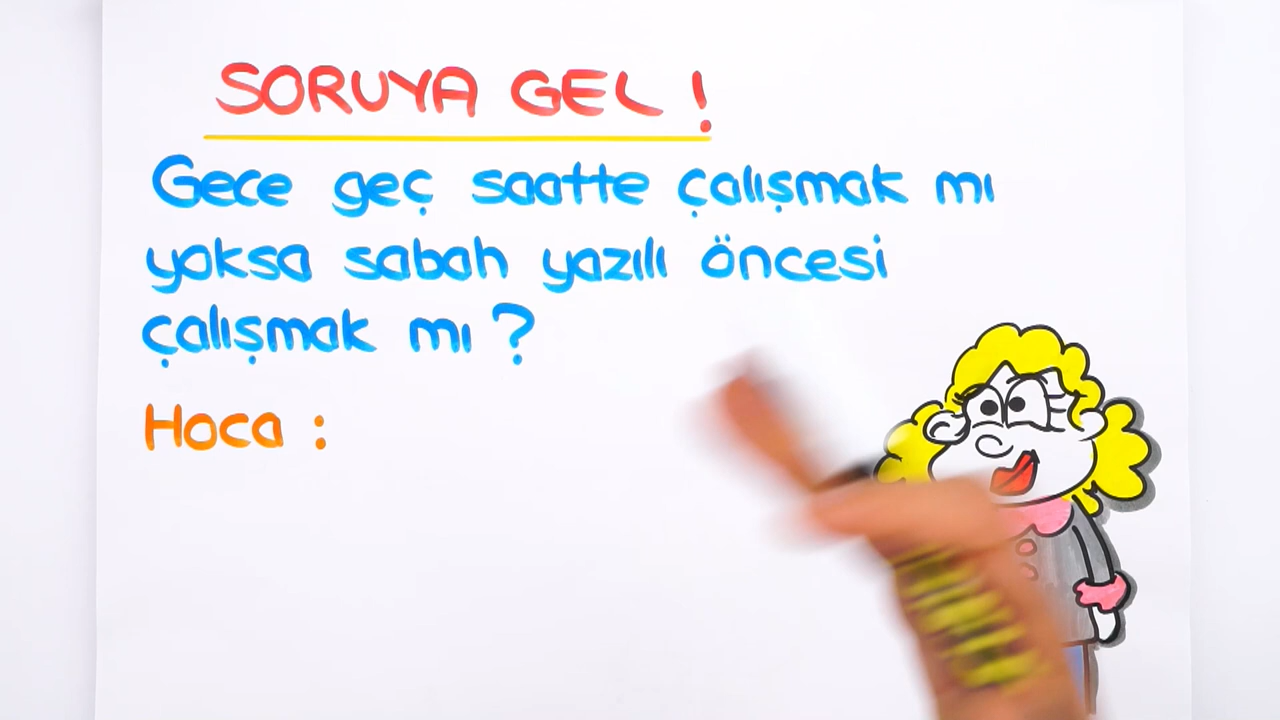 SORUYA GEL !
Gece geç saatte çalışmak mı
yoksa sabah yazılı öncesi
çalışmak mı ?
Hoca :